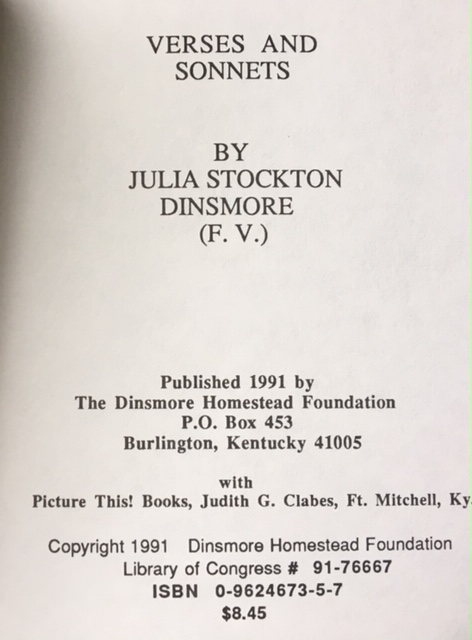 VERSES AND
SONNETS
BY
JULIA STOCKTON
DINSMORE
(F. V.)
Published 1991 by
The Dinsmore Homestead Foundation
P.O. Box 453
Burlington, Kentucky 41005
with
Picture This! Books, Judith G. Clabes, Ft. Mitchell, Ky.
Copyright 1991 Dinsmore Homestead Foundation
Library of Congress # 91-76667
ISBN 0-9624673-5-7
$8.45